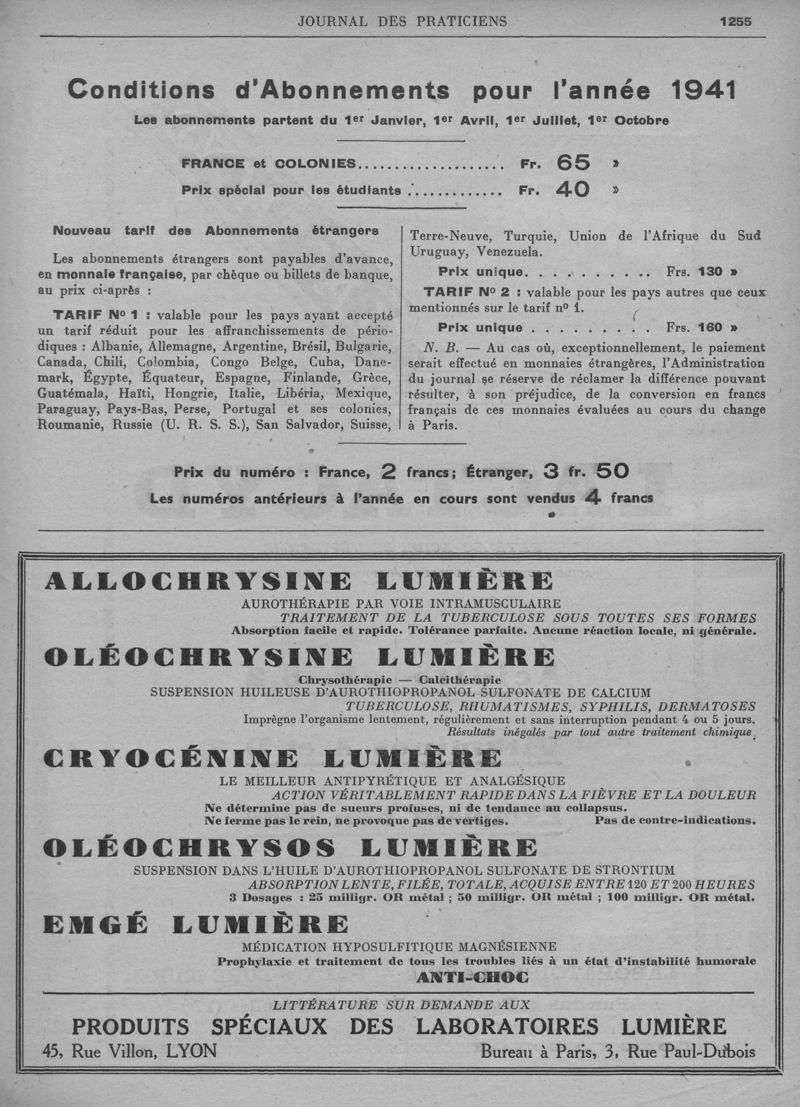 JOURNAL DES PRATICIENS 1255
Conditions d'Abonnements pour l'année 1941
Les abonnements partent du 1er Janvier, 1er Avril, 1er Juillet, 1er Octobre
FRANCE et COLONIES.................... Fr. 65 »
Prix spécial pour les étudiants ............. Fr. 40 »
Nouveau tarif des Abonnements étrangers
Les abonnements étrangers sont payables d'avance,
en monnaie française, par chèque ou billets de banque,
au prix ci-après :
TARIF No 1 : valable pour les pays ayant accepté
un tarif réduit pour les affranchissements de pério-
diques : Albanie, Allemagne, Argentine, Brésil, Bulgarie,
Canada, Chili, Colombia, Congo Belge, Cuba, Dane-
mark, Égypte, Équateur, Espagne, Finlande, Grèce,
Guatémala, Haïti, Hongrie, Italie, Libéria, Mexique,
Paraguay, Pays-Bas, Perse, Portugal et ses colonies,
Roumanie, Russie (U. R. S. S.), San Salvador, Suisse,
Terre-Neuve, Turquie, Union de l'Afrique du Sud
Uruguay, Venezuela.
Prix unique. . . . . . . . . . Frs. 130 »
TARIF No 2 : valable pour les pays autres que ceux
mentionnés sur le tarif no 1.
Prix unique . . . . . . . . . Frs. 160 »
N. B. — Au cas où, exceptionnellement, le paiement
serait effectué en monnaies étrangères, l'Administration
du journal se réserve de réclamer la différence pouvant
résulter, à son préjudice, de la conversion en francs
français de ces monnaies évaluées au cours du change
à Paris.
Prix du numéro : France, 2 francs; Étranger, 3 fr. 50
Les numéros antérieurs à l'année en cours sont vendus 4 francs
ALLOCHRYSINE LUMIÈRE
AUROTHÉRAPIE PAR VOIE INTRAMUSCULAIRE
TRAITEMENT DE LA TUBERCULOSE SOUS TOUTES SES FORMES
Absorption facile et rapide. Tolérance parfaite. Aucune réaction locale, ni générale.
OLÉOCHRYSINE LUMIÈRE
Chrysothérapie — Calcithérapie
SUSPENSION HUILEUSE D'AUROTHIOPROPANOL SULFONATE DE CALCIUM
TUBERCULOSE, RHUMATISMES, SYPHILIS, DERMATOSES
Imprègne l'organisme lentement, régulièrement et sans interruption pendant 4 ou 5 jours.
Résultats inégalés par tout autre traitement chimique.
CRYOCÉNINE LUMIÈRE
LE MEILLEUR ANTIPYRÉTIQUE ET ANALGÉSIQUE
ACTION VÉRITABLEMENT RAPIDE DANS LA FIÈVRE ET LA DOULEUR
Ne détermine pas de sueurs profuses, ni de tendance au collapsus.
Ne ferme pas le rein, ne provoque pas de vertiges. Pas de contre-indications.
OLÉOCHRYSOS LUMIÈRE
SUSPENSION DANS L'HUILE D'AUROTHIOPROPANOL SULFONATE DE STRONTIUM
ABSORPTION LENTE, FILÉE, TOTALE, ACQUISE ENTRE 120 ET 200 HEURES
3 Dosages : 25 milligr. OR métal ; 50 milligr. OR métal ; 100 milligr. OR métal.
EMGÉ LUMIÈRE
MÉDICATION HYPOSULFITIQUE MAGNÉSIENNE
Prophylaxie et traitement de tous les troubles liés à un état d'instabilité humorale
ANTI-CHOC
LITTÉRATURE SUR DEMANDE AUX
PRODUITS SPÉCIAUX DES LABORATOIRES LUMIÈRE
45, Rue Villon, LYON Bureau à Paris, 3, Rue Paul-Dubois